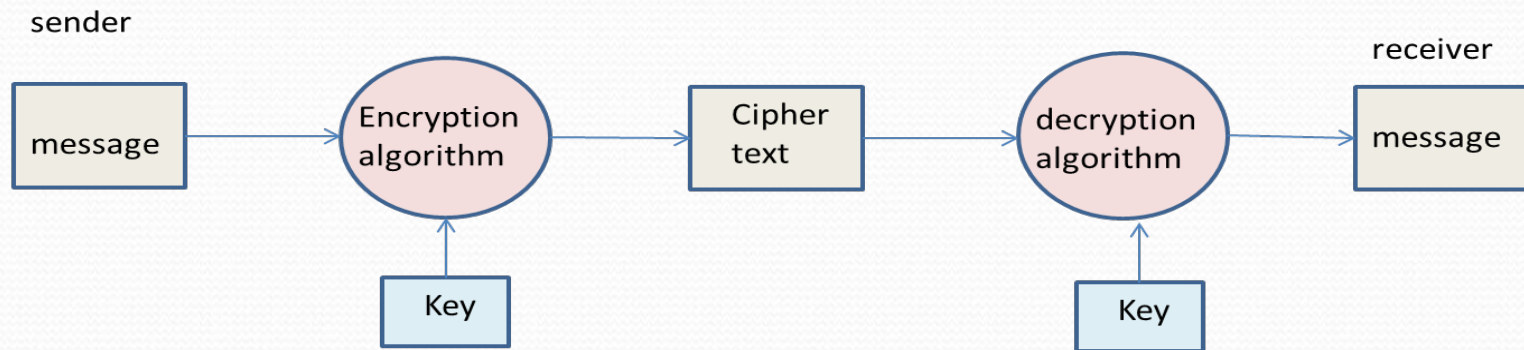 sender
message
Encryption
algorithm
Key
Cipher
text
decryption
algorithm
Key
receiver
message